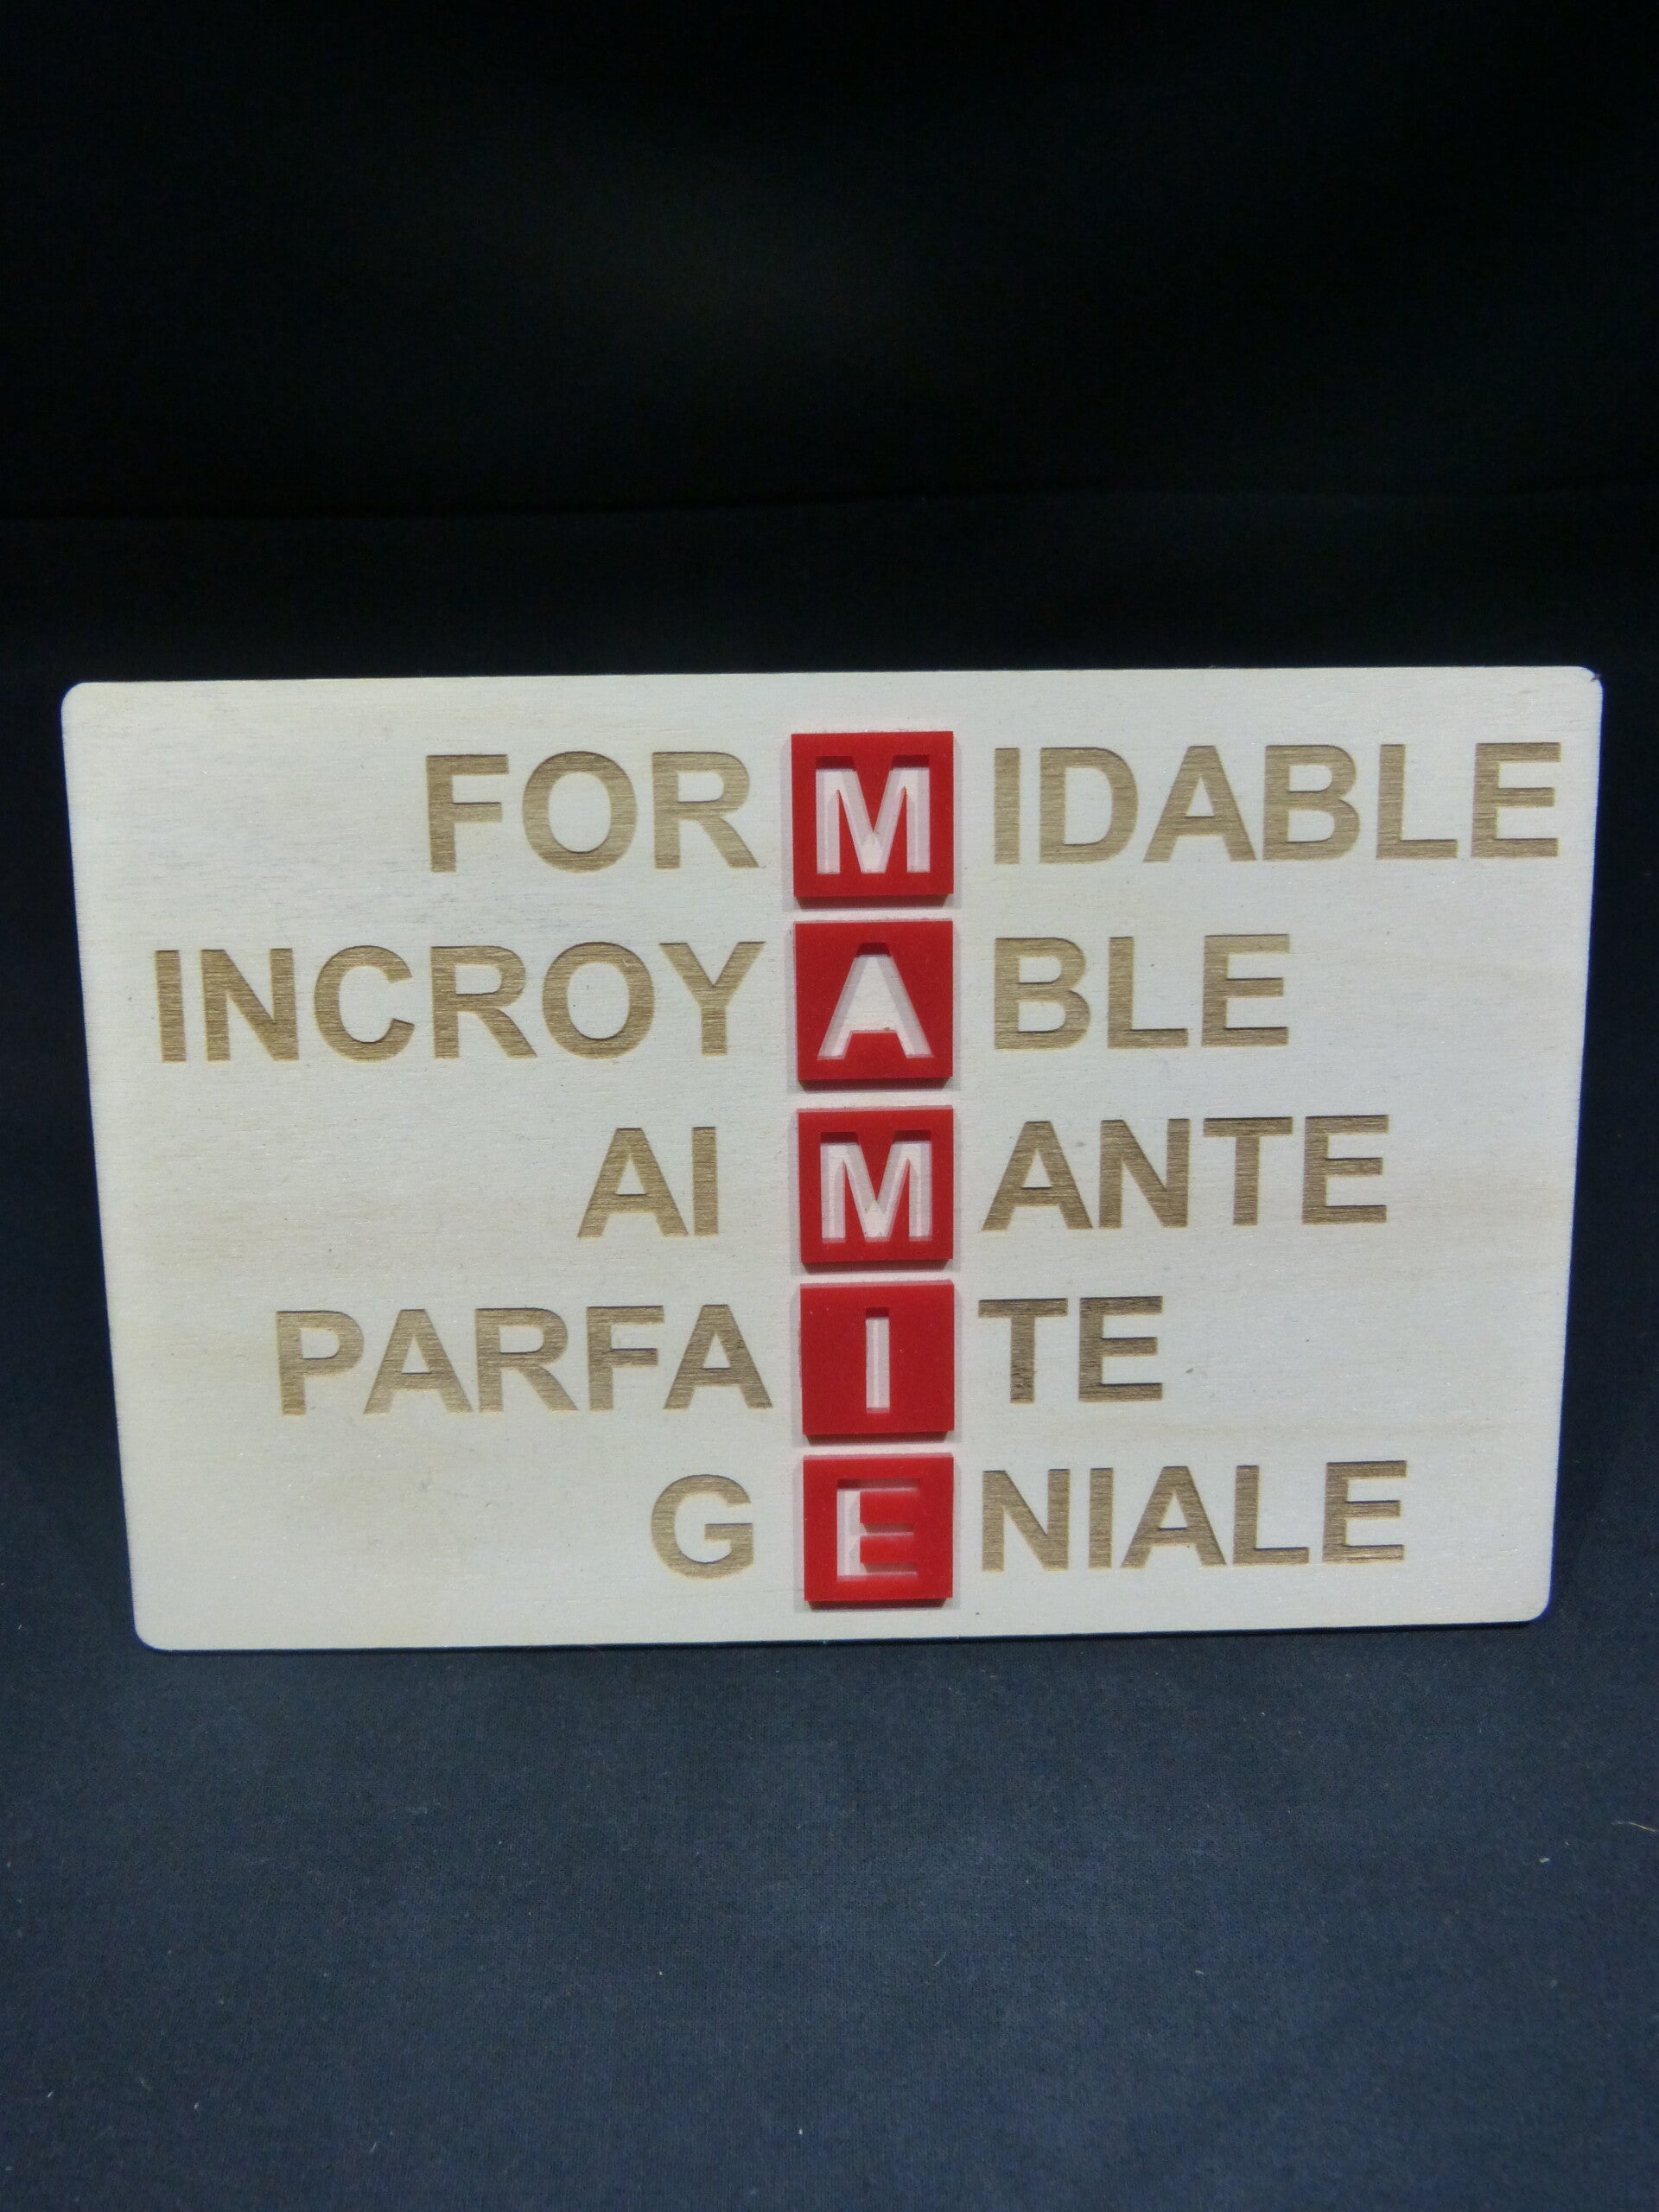 FORMIDABLE
INCROYABLE
AIMANTE
PARFAITE
GENIALE